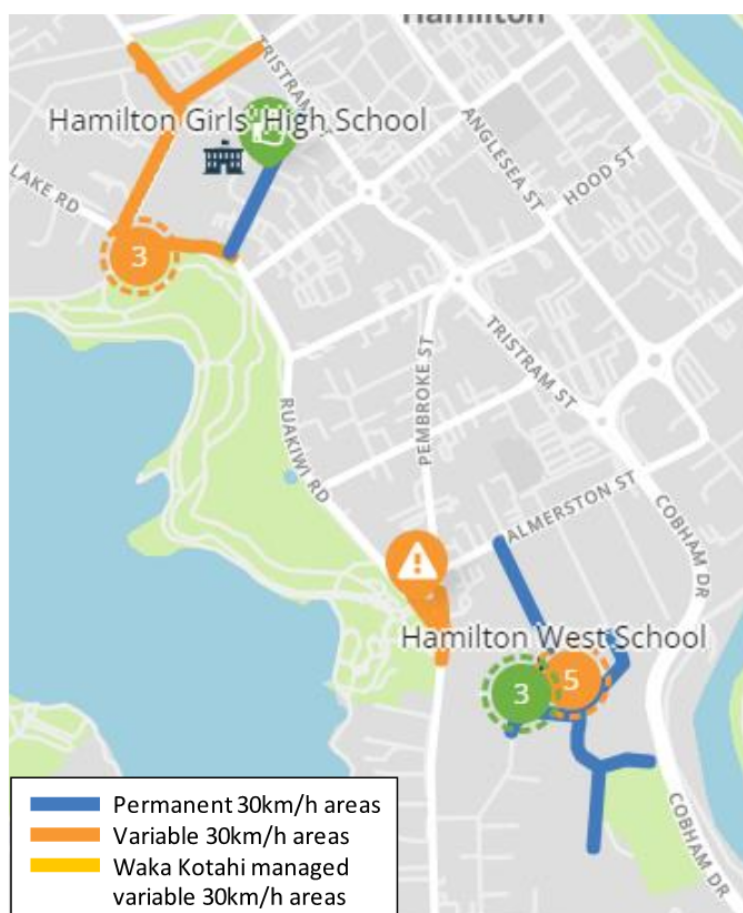 Hamilton
TRISTRAM ST
Hamilton Girls' High School
ANGLESEA ST
HOOD ST
LAKE RD
3
PEMBROKE ST
TRISTRAM ST
RUAKIWI RD
ALMERSTON ST
COBHAM DR
Hamilton West School
3
5
COBHAM DR
Permanent 30km/h areas
Variable 30km/h areas
Waka Kotahi managed
variable 30km/h areas